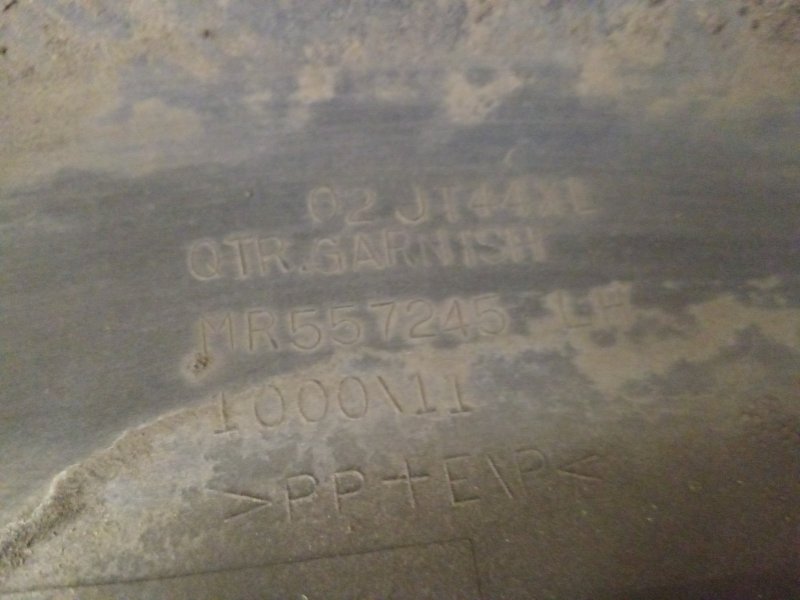 02 JT44XL
QTR.GARNISH
MR557245 LH
1000\11
>PP+E\P<